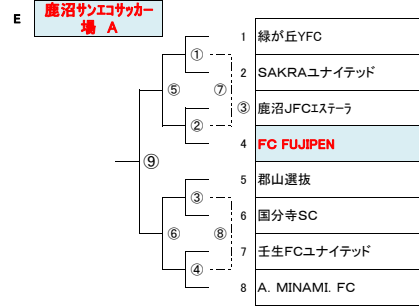 E
鹿沼サンエコサッカー
場　A
1 緑が丘YFC
①
2 SAKRAユナイテッド
⑤ ⑦
③ 鹿沼JFCエステーラ
②
4 FC FUJIPEN
⑨
5 郡山選抜
③
6 国分寺SC
⑥ ⑧
7 壬生FCユナイテッド
④
8 A. MINAMI. FC